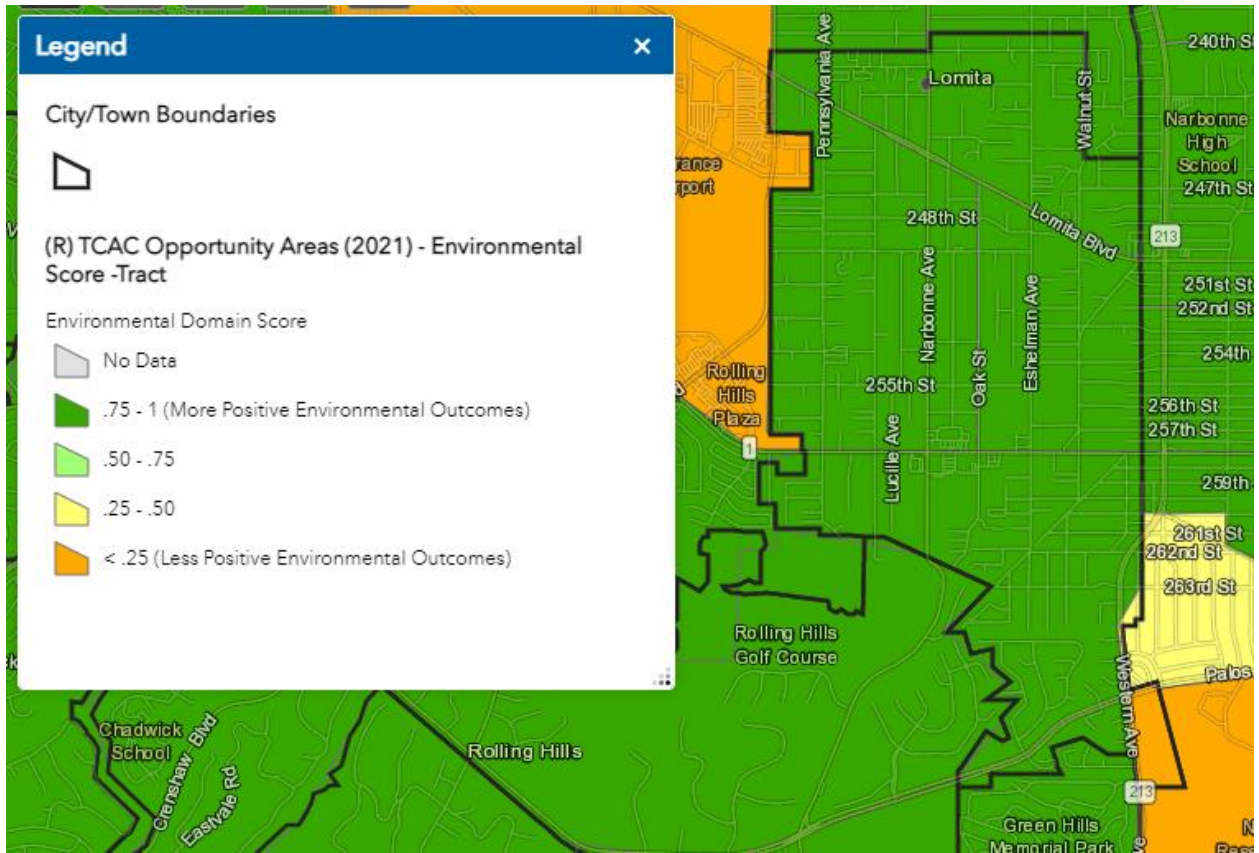 Legend
City/Town Boundaries
(R) TCAC Opportunity Areas (2021) - Environmental
Score -Tract
Environmental Domain Score
No Data
.75 - 1 (More Positive Environmental Outcomes)
.50 - .75
.25 - .50
< .25 (Less Positive Environmental Outcomes)
Pennsylvania Ave
Lomita
Walnut St
240th S
Narbonne
High
School
247th St
rance
rport
248th St
Lomita Blvd
213
251st St
252nd St
Narbonne Ave
Eshelman Ave
Oak St
254th
Rolling
Hills
Plaza
255th St
256th St
257th St
1
Lucille Ave
259th
261st St
262nd St
263rd St
Rolling Hills
Golf Course
Western Ave
Palos
Chadwick
School
Crenshaw Blvd
Eastvale Rd
Rolling Hills
213
Green Hills
Memorial Park